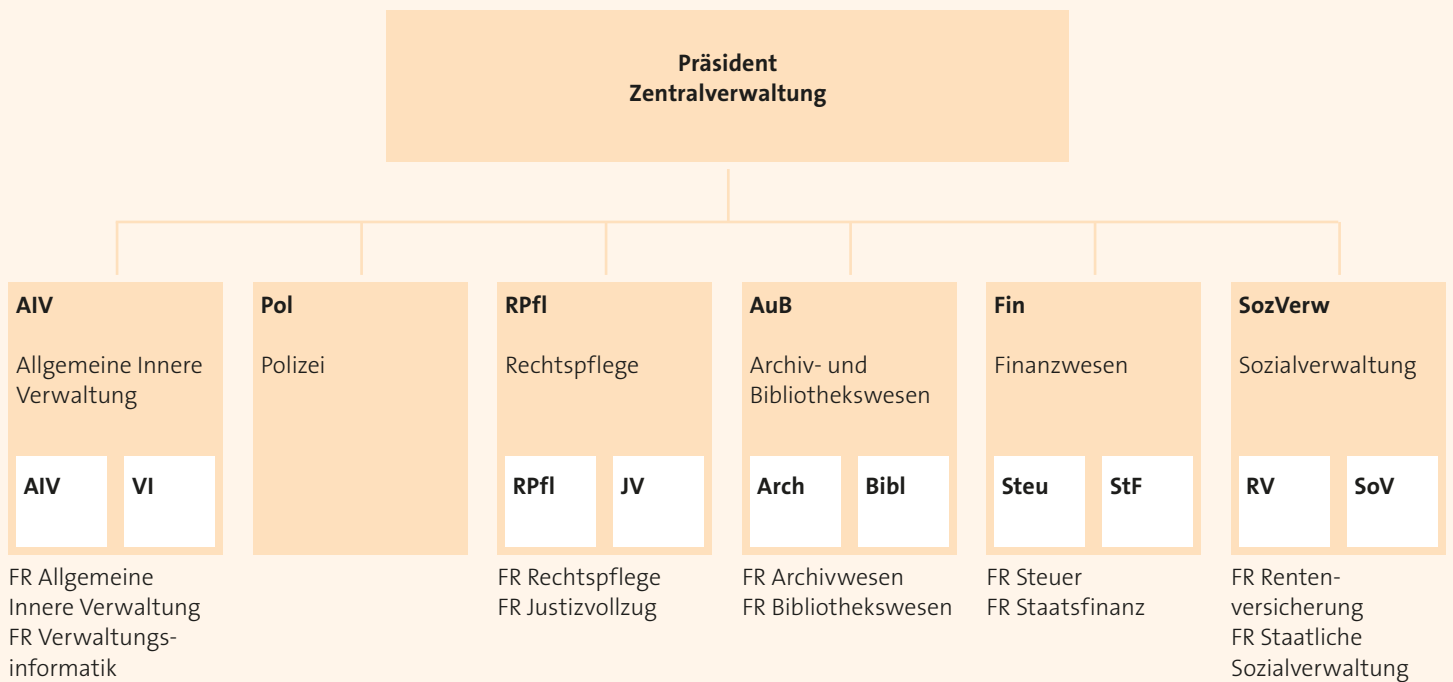 Präsident
Zentralverwaltung
AIV
Allgemeine Innere
Verwaltung
AIV VI
FR Allgemeine
Innere Verwaltung
FR Verwaltungs-
informatik
Pol
Polizei
RPfl
Rechtspflege
RPfl JV
FR Rechtspflege
FR Justizvollzug
AuB
Archiv- und
Bibliothekswesen
Arch Bibl
FR Archivwesen
FR Bibliothekswesen
Fin
Finanzwesen
Steu StF
FR Steuer
FR Staatsfinanz
SozVerw
Sozialverwaltung
RV SoV
FR Renten-
versicherung
FR Staatliche
Sozialverwaltung